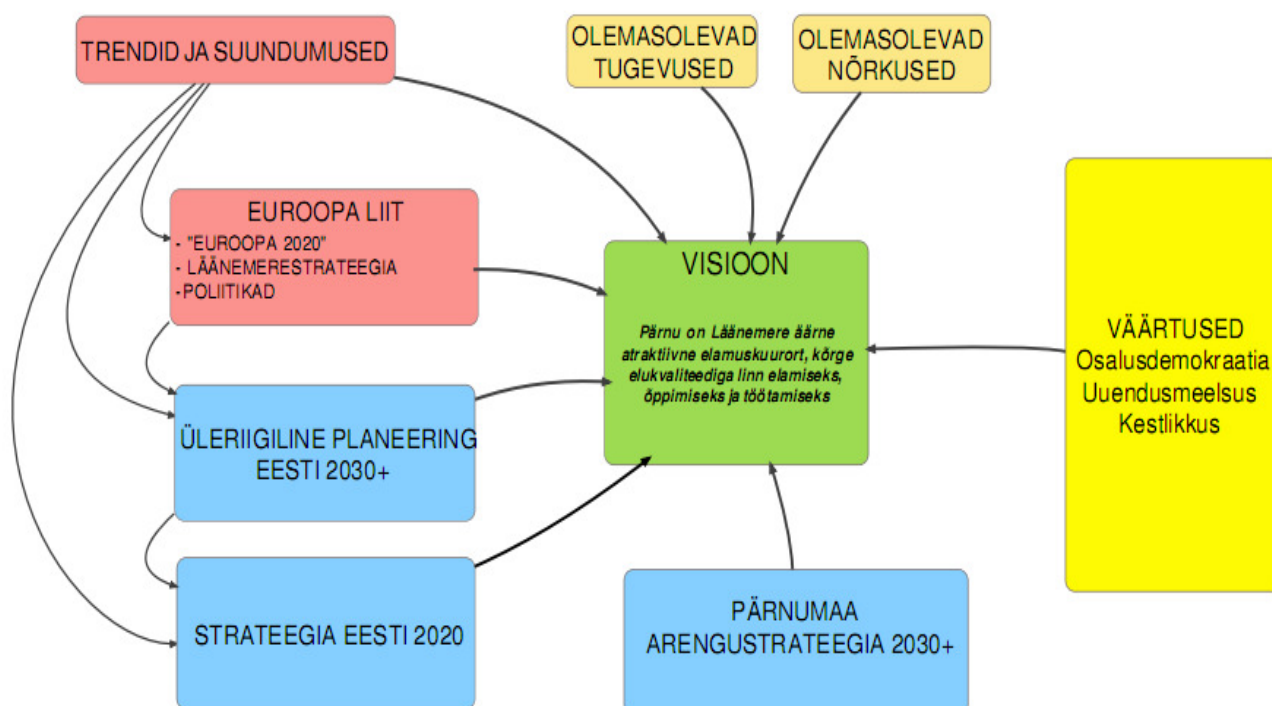 TRENDID JA SUUNDUMUSED
OLEMASOLEVAD
TUGEVUSED
OLEMASOLEVAD
NÕRKUSED
EUROOPA LIIT
- "EUROOPA 2020"
- LÄÄNEMERESTRATEEGIA
-POLIITIKAD
VISIOON
Pärnu on Läänemere äärne
atraktiivne elamuskuurort, kõrge
elukvaliteediga linn elamiseks,
õppimiseks ja töötamiseks
VÄÄRTUSED
Osalusdemokraatia
Uuendusmeelsus
Kestlikkus
ÜLERIIGILINE PLANEERING
EESTI 2030+
STRATEEGIA EESTI 2020
PÄRNUMAA
ARENGUSTRATEEGIA 2030+